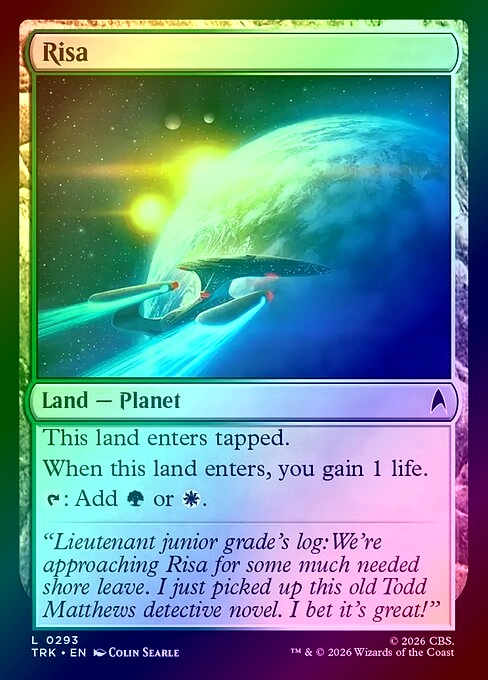 Risa
Land — Planet
This land enters tapped.
When this land enters, you gain 1 life.
: Add or .
“Lieutenant junior grade’s log: We’re
approaching Risa for some much needed
shore leave. I just picked up this old Todd
Matthews detective novel. I bet it’s great!”
L 0293
TRK • EN Colin Searle
© 2026 CBS.
™ & © 2026 Wizards of the Coast